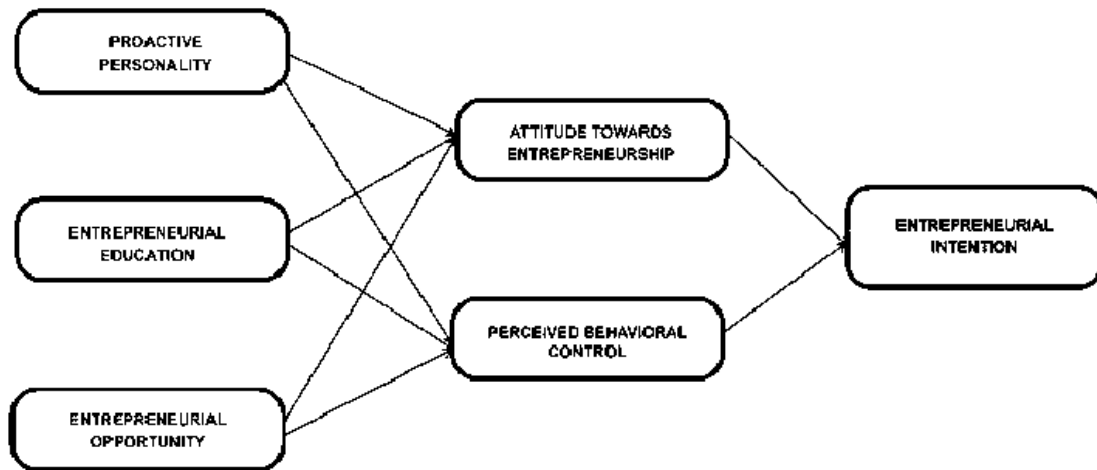 PROACTIVE
PERSONALITY
ATTITUDE TOWARDS
ENTREPRENEURSHIP
ENTREPRENEURIAL
EDUCATION
ENTREPRENEURIAL
INTENTION
PERCEIVED BEHAVIORAL
CONTROL
ENTREPRENEURIAL
OPPORTUNITY